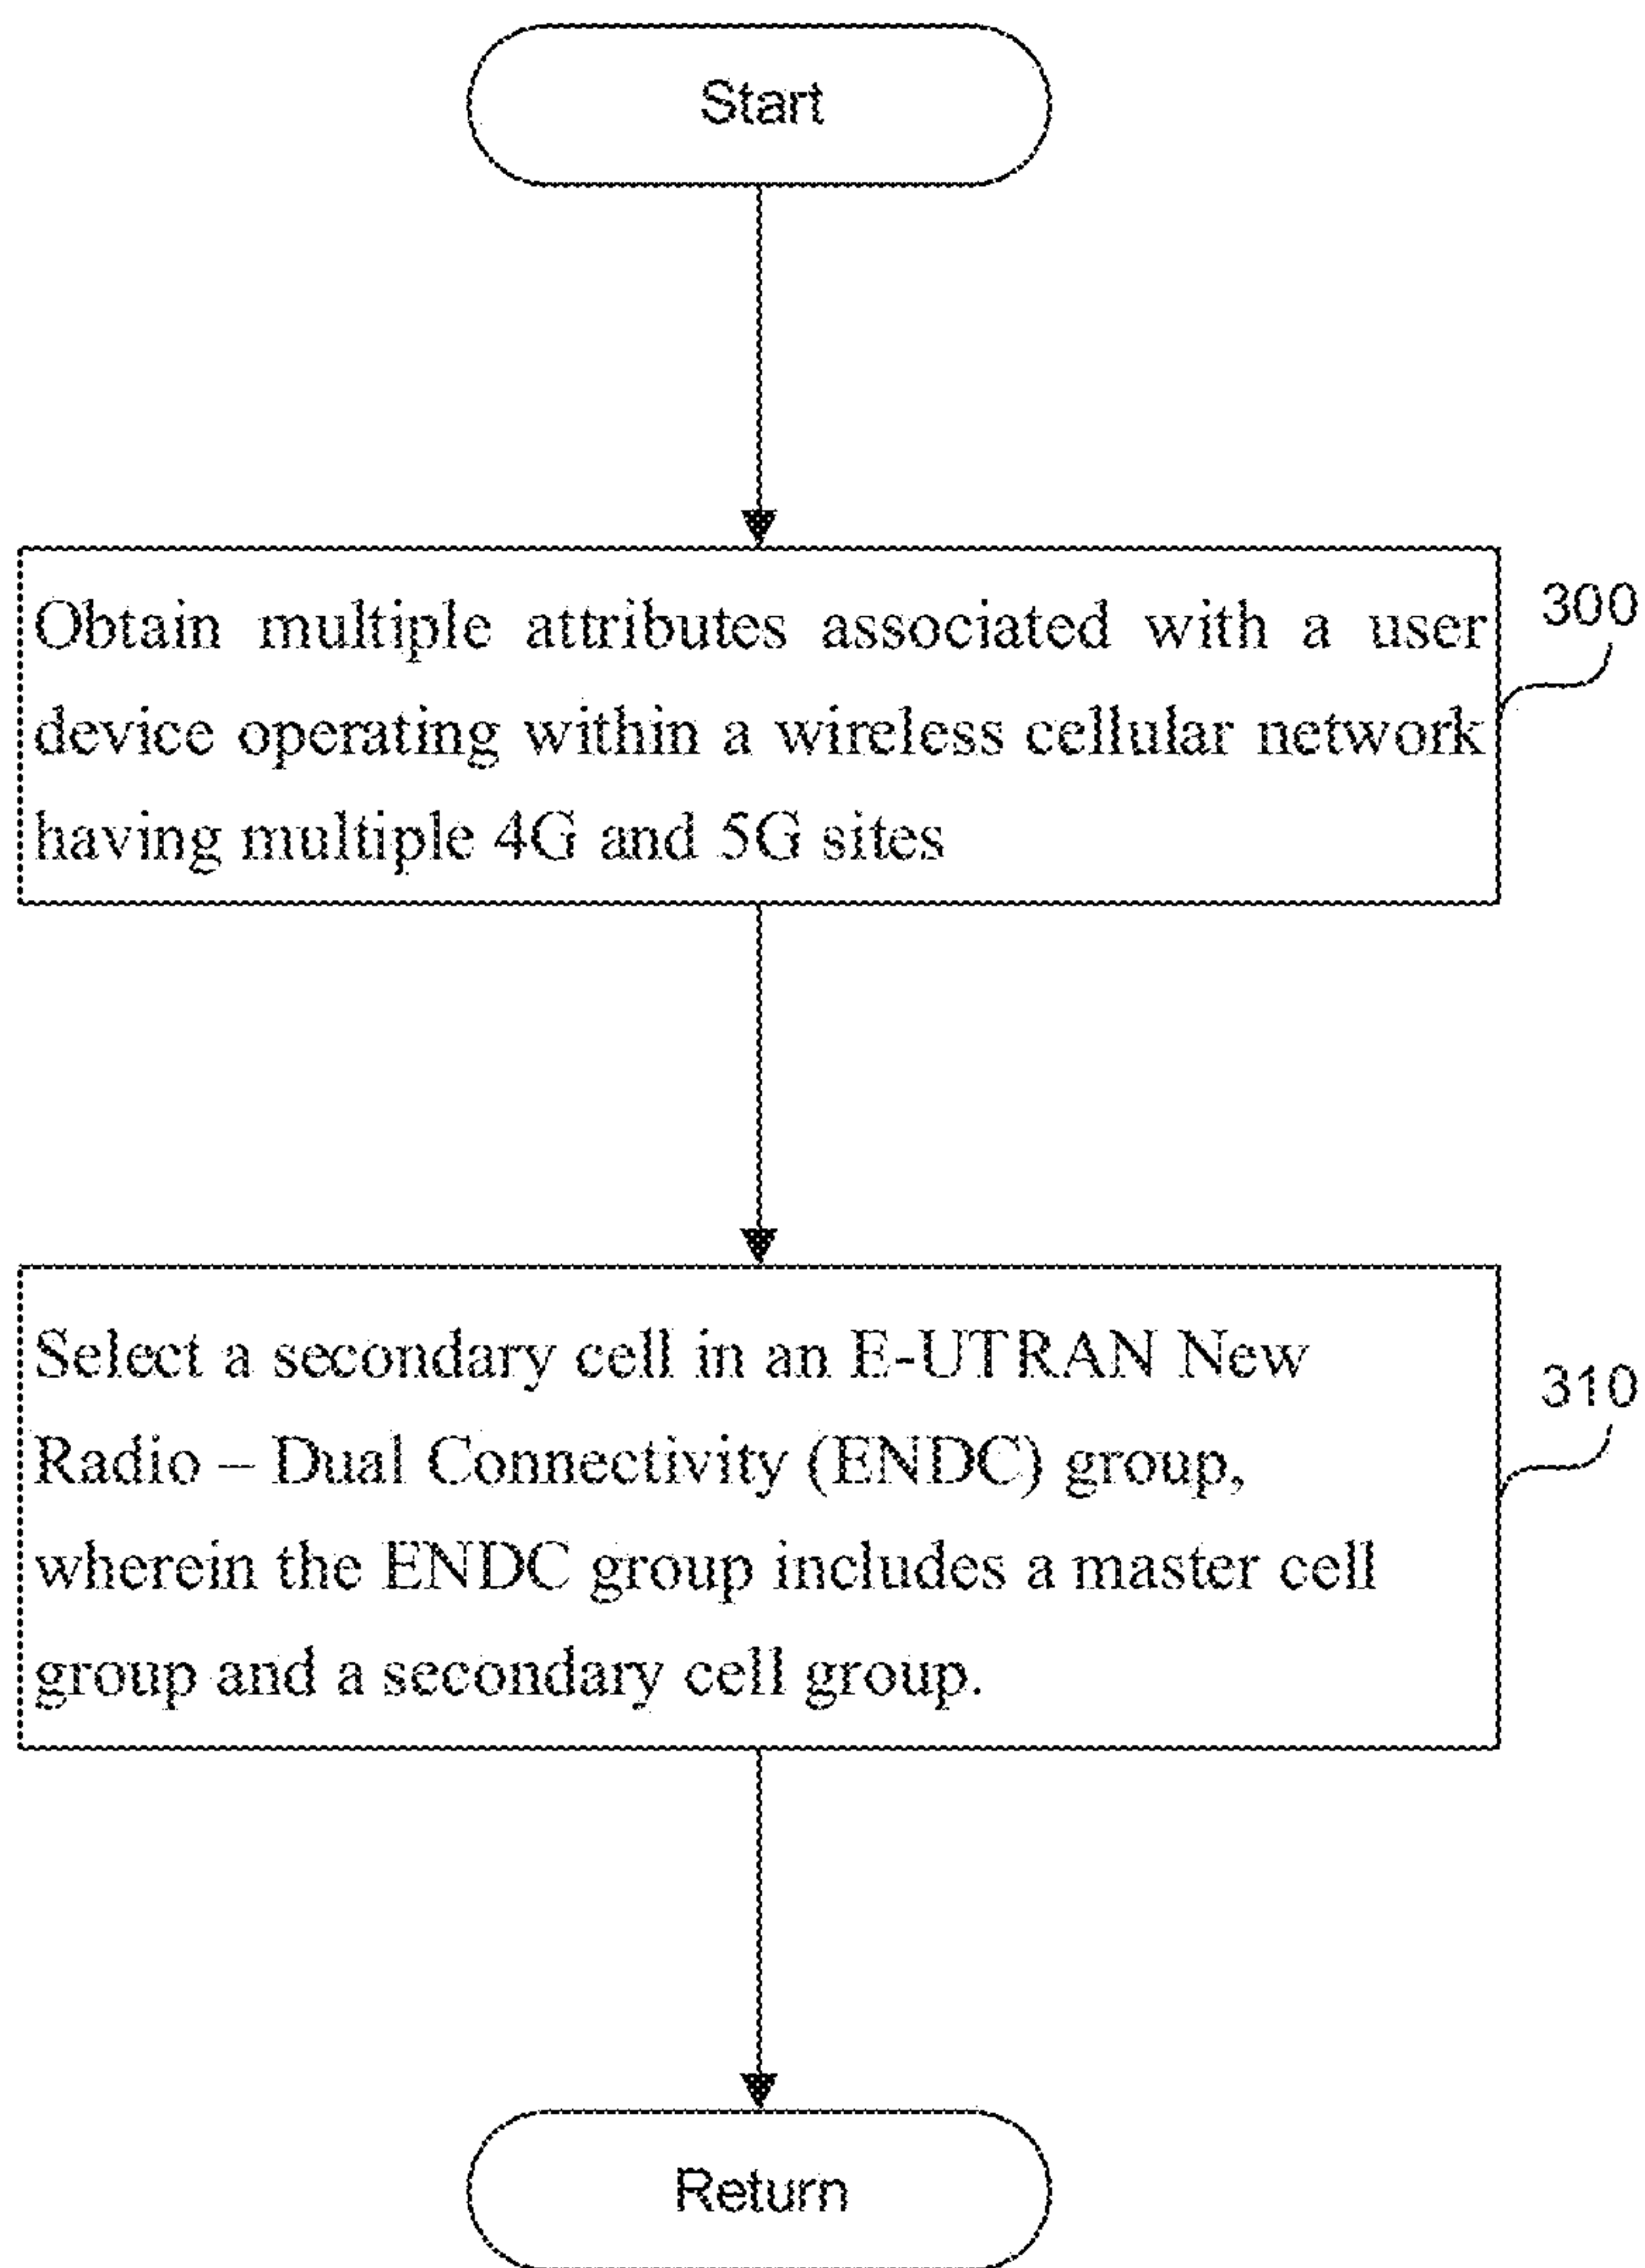 Start
Obtain multiple attributes associated with a user
device operating within a wireless cellular network
having multiple 4G and 5G sites
300
Select a secondary cell in an E-UTRAN New
Radio – Dual Connectivity (ENDC) group,
wherein the ENDC group includes a master cell
group and a secondary cell group.
310
Return